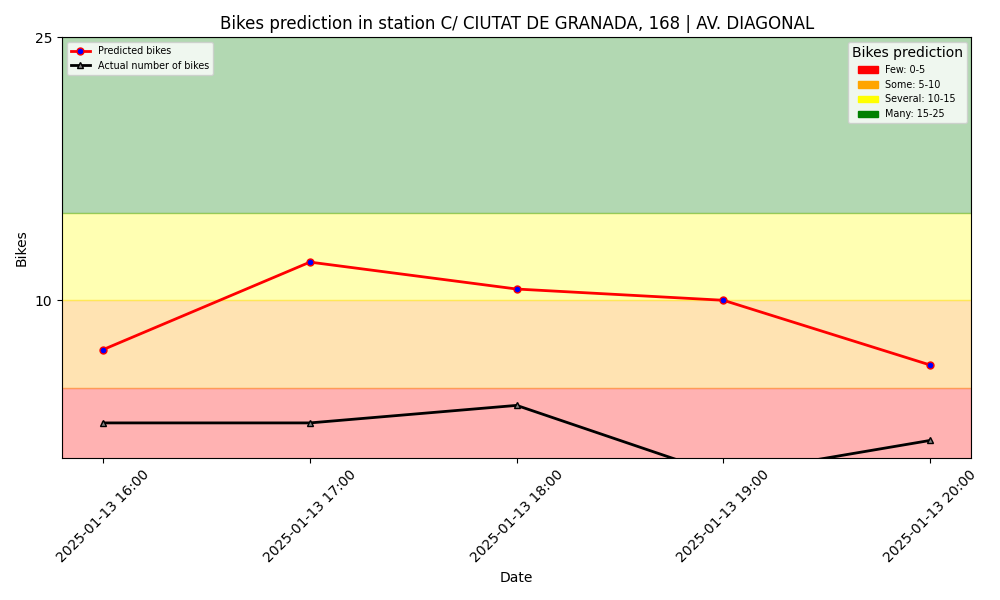 Bikes prediction in station C/ CIUTAT DE GRANADA, 168 | AV. DIAGONAL
25
10
Bikes
Predicted bikes
Actual number of bikes
Bikes prediction
Few: 0-5
Some: 5-10
Several: 10-15
Many: 15-25
2025-01-13 16:00
2025-01-13 17:00
2025-01-13 18:00
2025-01-13 19:00
2025-01-13 20:00
Date